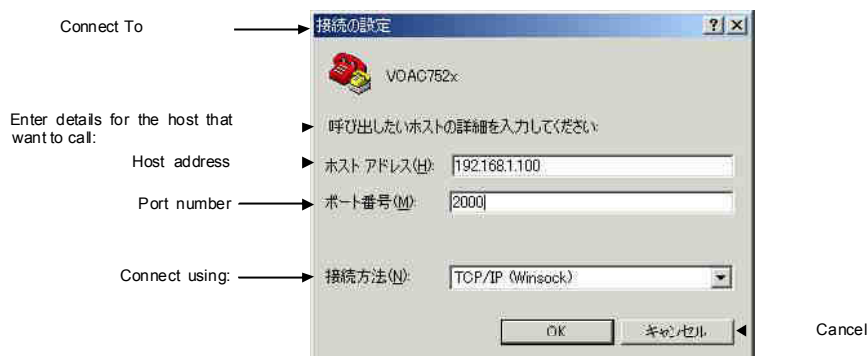 Connect To
接続の設定
VOAC752x
Enter details for the host that
want to call:
呼び出したいホストの詳細を入力してください:
Host address
ホスト アドレス(H):
192.168.1.100
Port number
ポート番号(M):
2000
Connect using:
接続方法(N):
TCP/IP (Winsock)
OK
キャンセル
Cancel